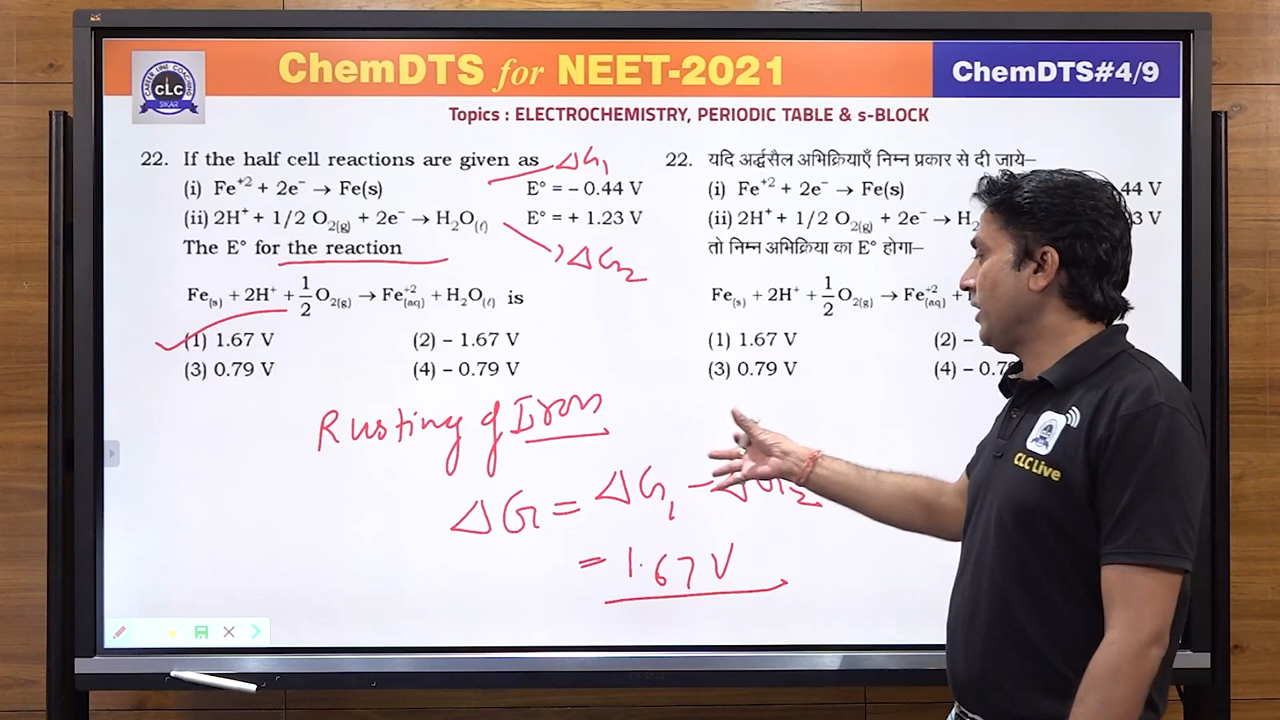 ChemDTS for NEET-2021
ChemDTS#4/9
CAREER LINE COACHING
CLC
SIKAR
Topics : ELECTROCHEMISTRY, PERIODIC TABLE & s-BLOCK
22. If the half cell reactions are given as
ΔG₁
(i) Fe⁺² + 2e⁻ → Fe(s) E° = – 0.44 V
(ii) 2H⁺ + 1/2 O₂(g) + 2e⁻ → H₂O(ℓ) E° = + 1.23 V
ΔG₂
The E° for the reaction
Fe(s) + 2H⁺ + 1/2 O₂(g) → Fe⁺²(aq) + H₂O(ℓ) is
(1) 1.67 V (2) – 1.67 V
(3) 0.79 V (4) – 0.79 V
22. यदि अर्द्धसैल अभिक्रियाएँ निम्न प्रकार से दी जाये–
(i) Fe⁺² + 2e⁻ → Fe(s) 44 V
(ii) 2H⁺ + 1/2 O₂(g) + 2e⁻ → H 3 V
तो निम्न अभिक्रिया का E° होगा–
Fe(s) + 2H⁺ + 1/2 O₂(g) → Fe⁺²(aq) +
(1) 1.67 V (2) –
(3) 0.79 V (4) – 0.79
Rusting of Iron
ΔG = ΔG₁ – ΔG₂
= 1.67 V
CLC Live